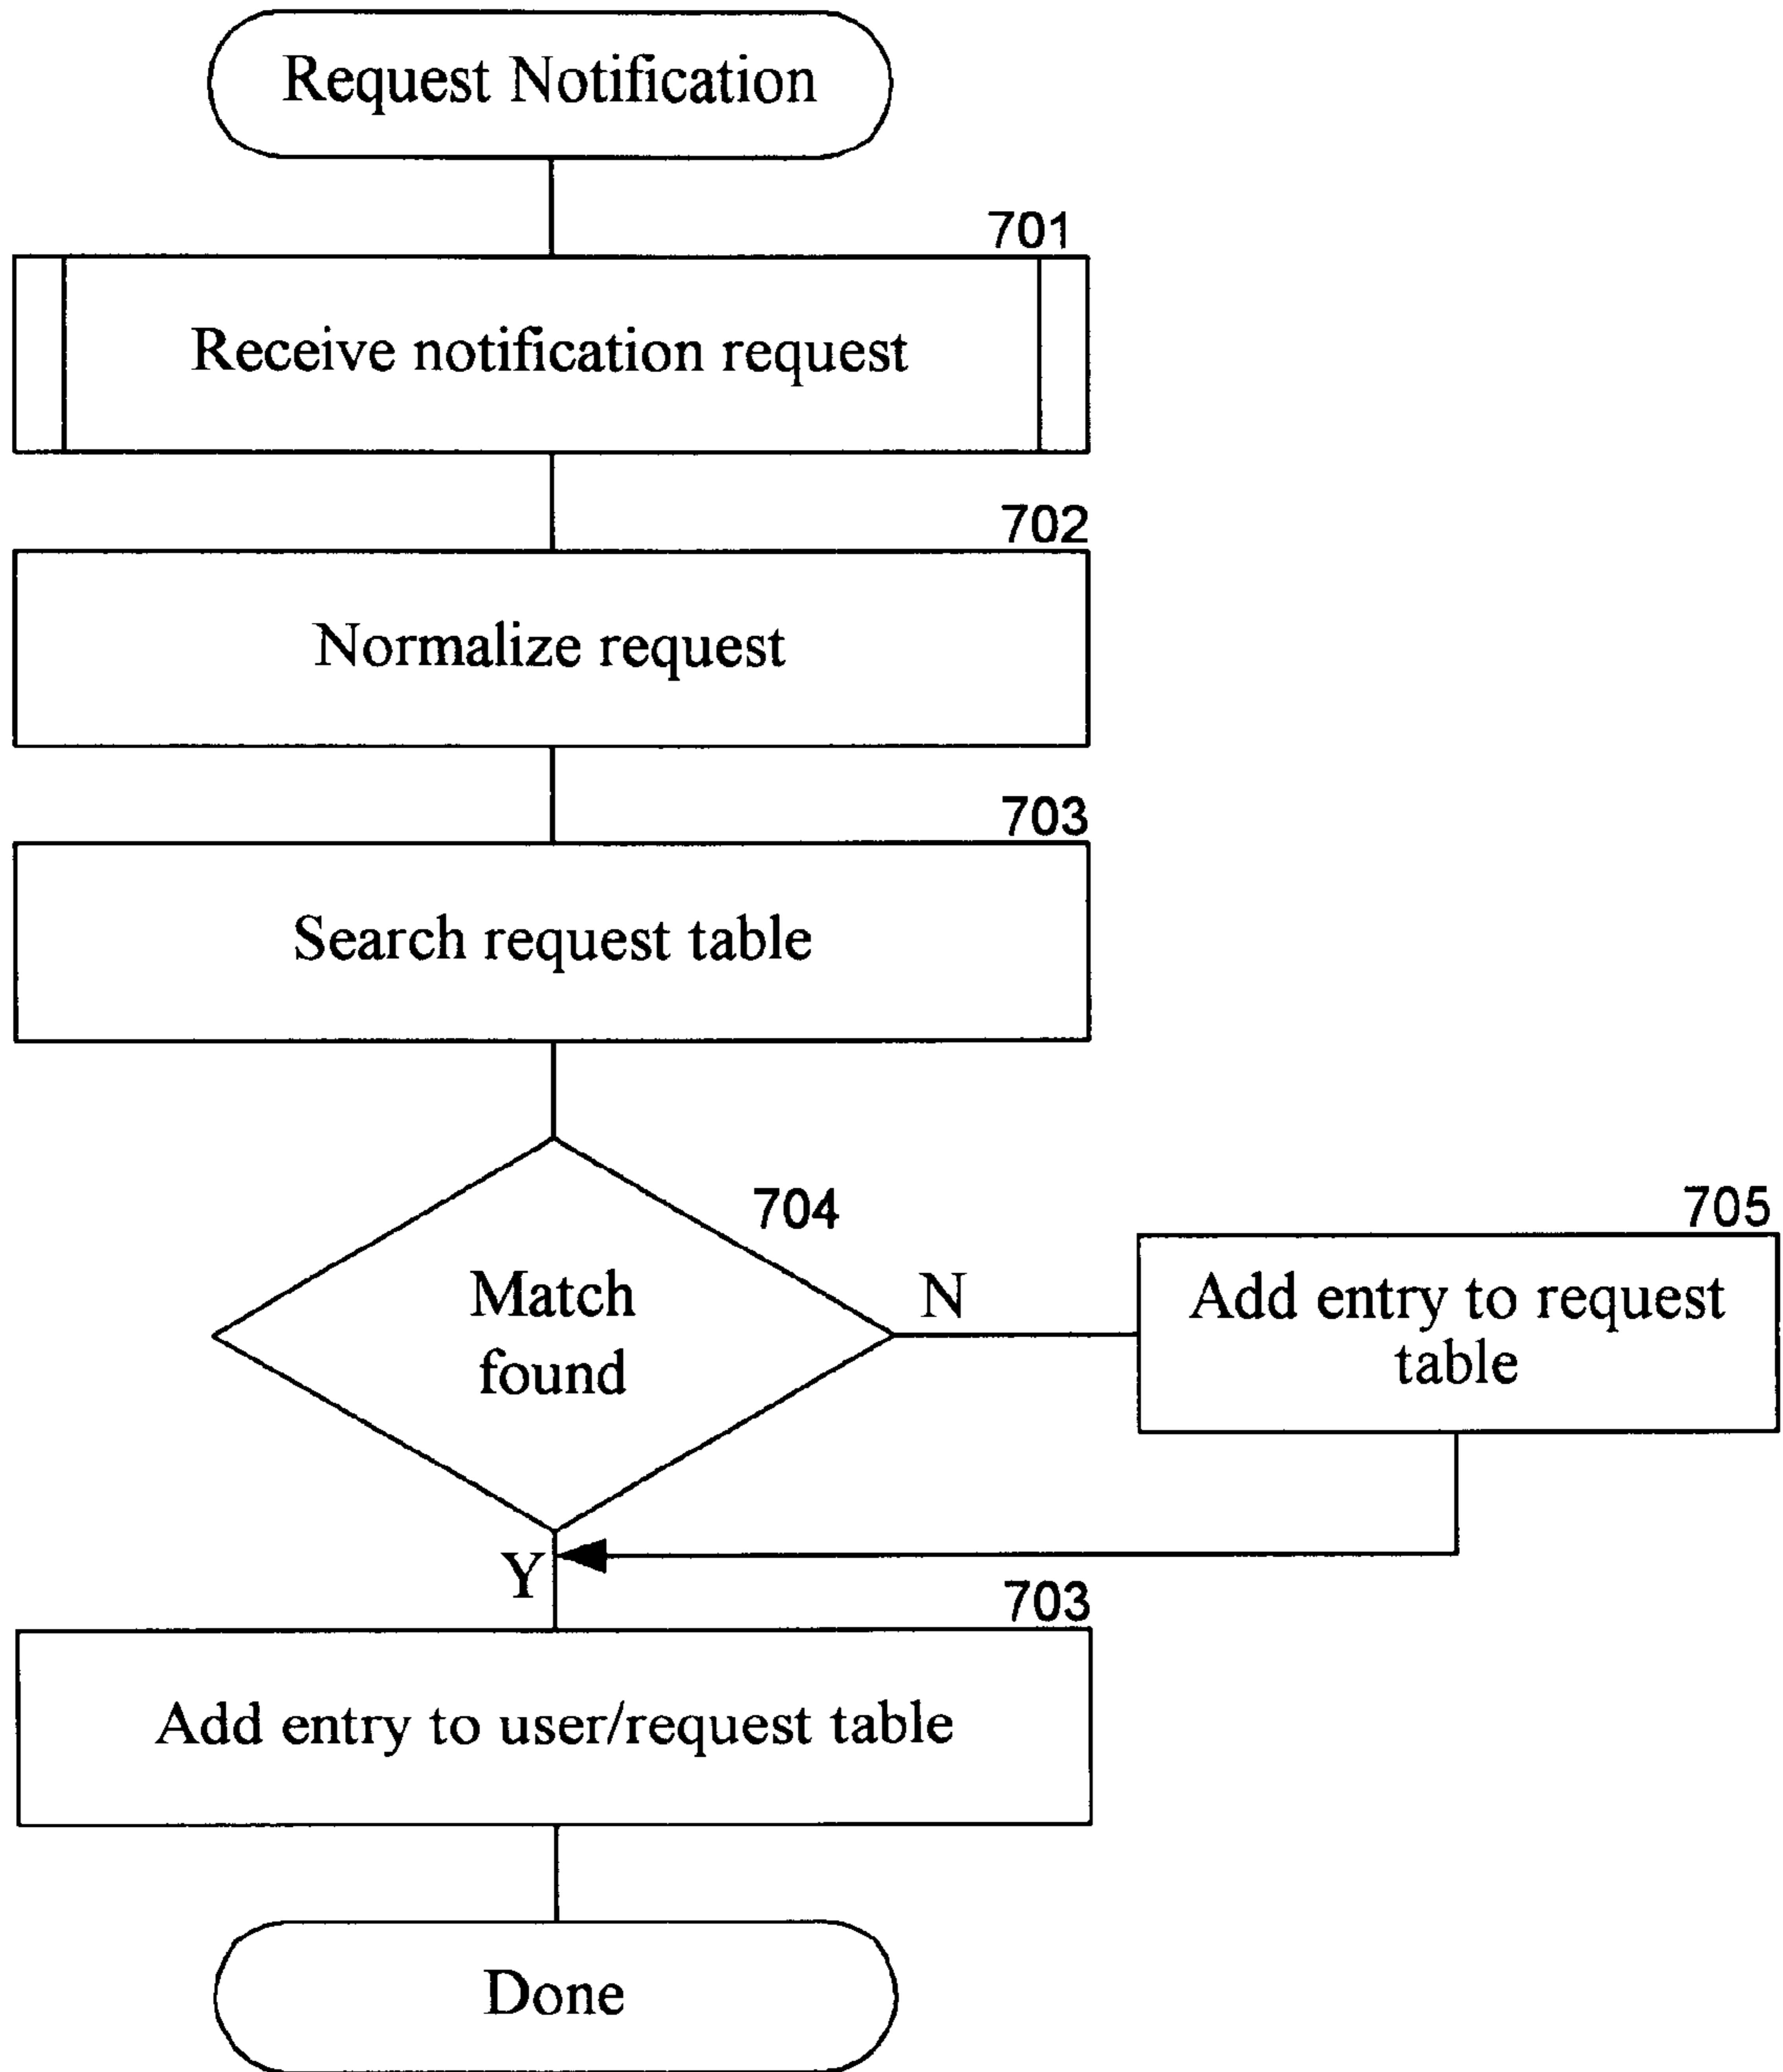 Request Notification
701
Receive notification request
702
Normalize request
703
Search request table
704
Match
found
N
705
Add entry to request
table
Y
703
Add entry to user/request table
Done